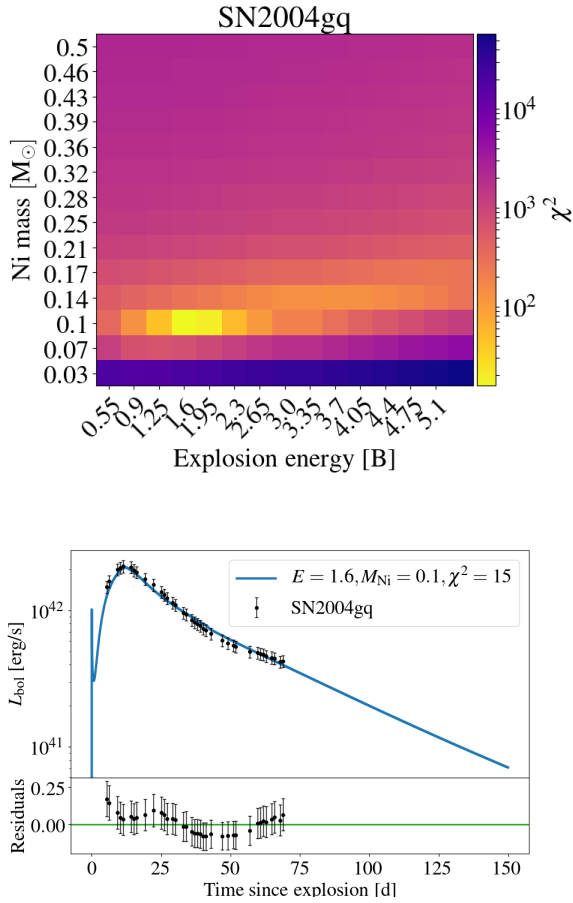 SN2004gq
Ni mass [M☉]
0.5
0.46
0.43
0.39
0.36
0.32
0.28
0.25
0.21
0.17
0.14
0.1
0.07
0.03
0.55 0.9 1.25 1.6 1.95 2.3 2.65 3.0 3.35 3.7 4.05 4.4 4.75 5.1
Explosion energy [B]
10⁴
10³
10²
χ²
E = 1.6, M_Ni = 0.1, χ² = 15
SN2004gq
L_bol [erg/s]
10⁴²
10⁴¹
Residuals
0.25
0.00
0 25 50 75 100 125 150
Time since explosion [d]